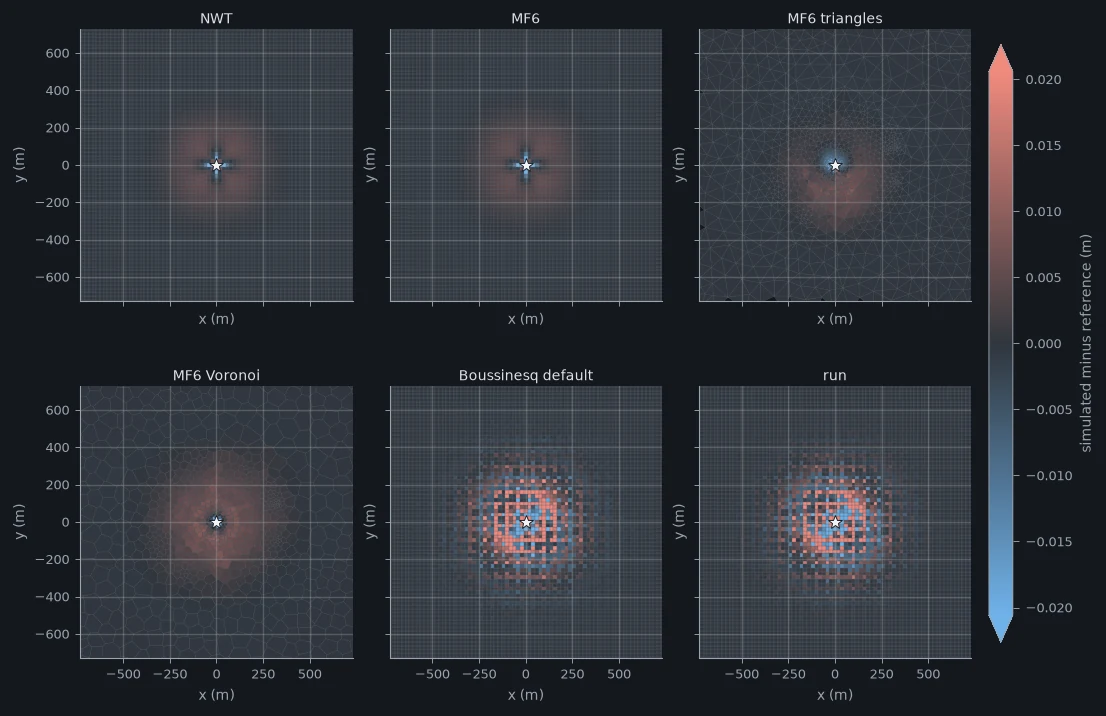 NWT
MF6
MF6 triangles
600
400
200
0
−200
−400
−600
y (m)
y (m)
y (m)
x (m)
x (m)
x (m)
MF6 Voronoi
Boussinesq default
run
600
400
200
0
−200
−400
−600
y (m)
y (m)
y (m)
−500 −250 0 250 500
−500 −250 0 250 500
−500 −250 0 250 500
x (m)
x (m)
x (m)
0.020
0.015
0.010
0.005
0.000
−0.005
−0.010
−0.015
−0.020
simulated minus reference (m)